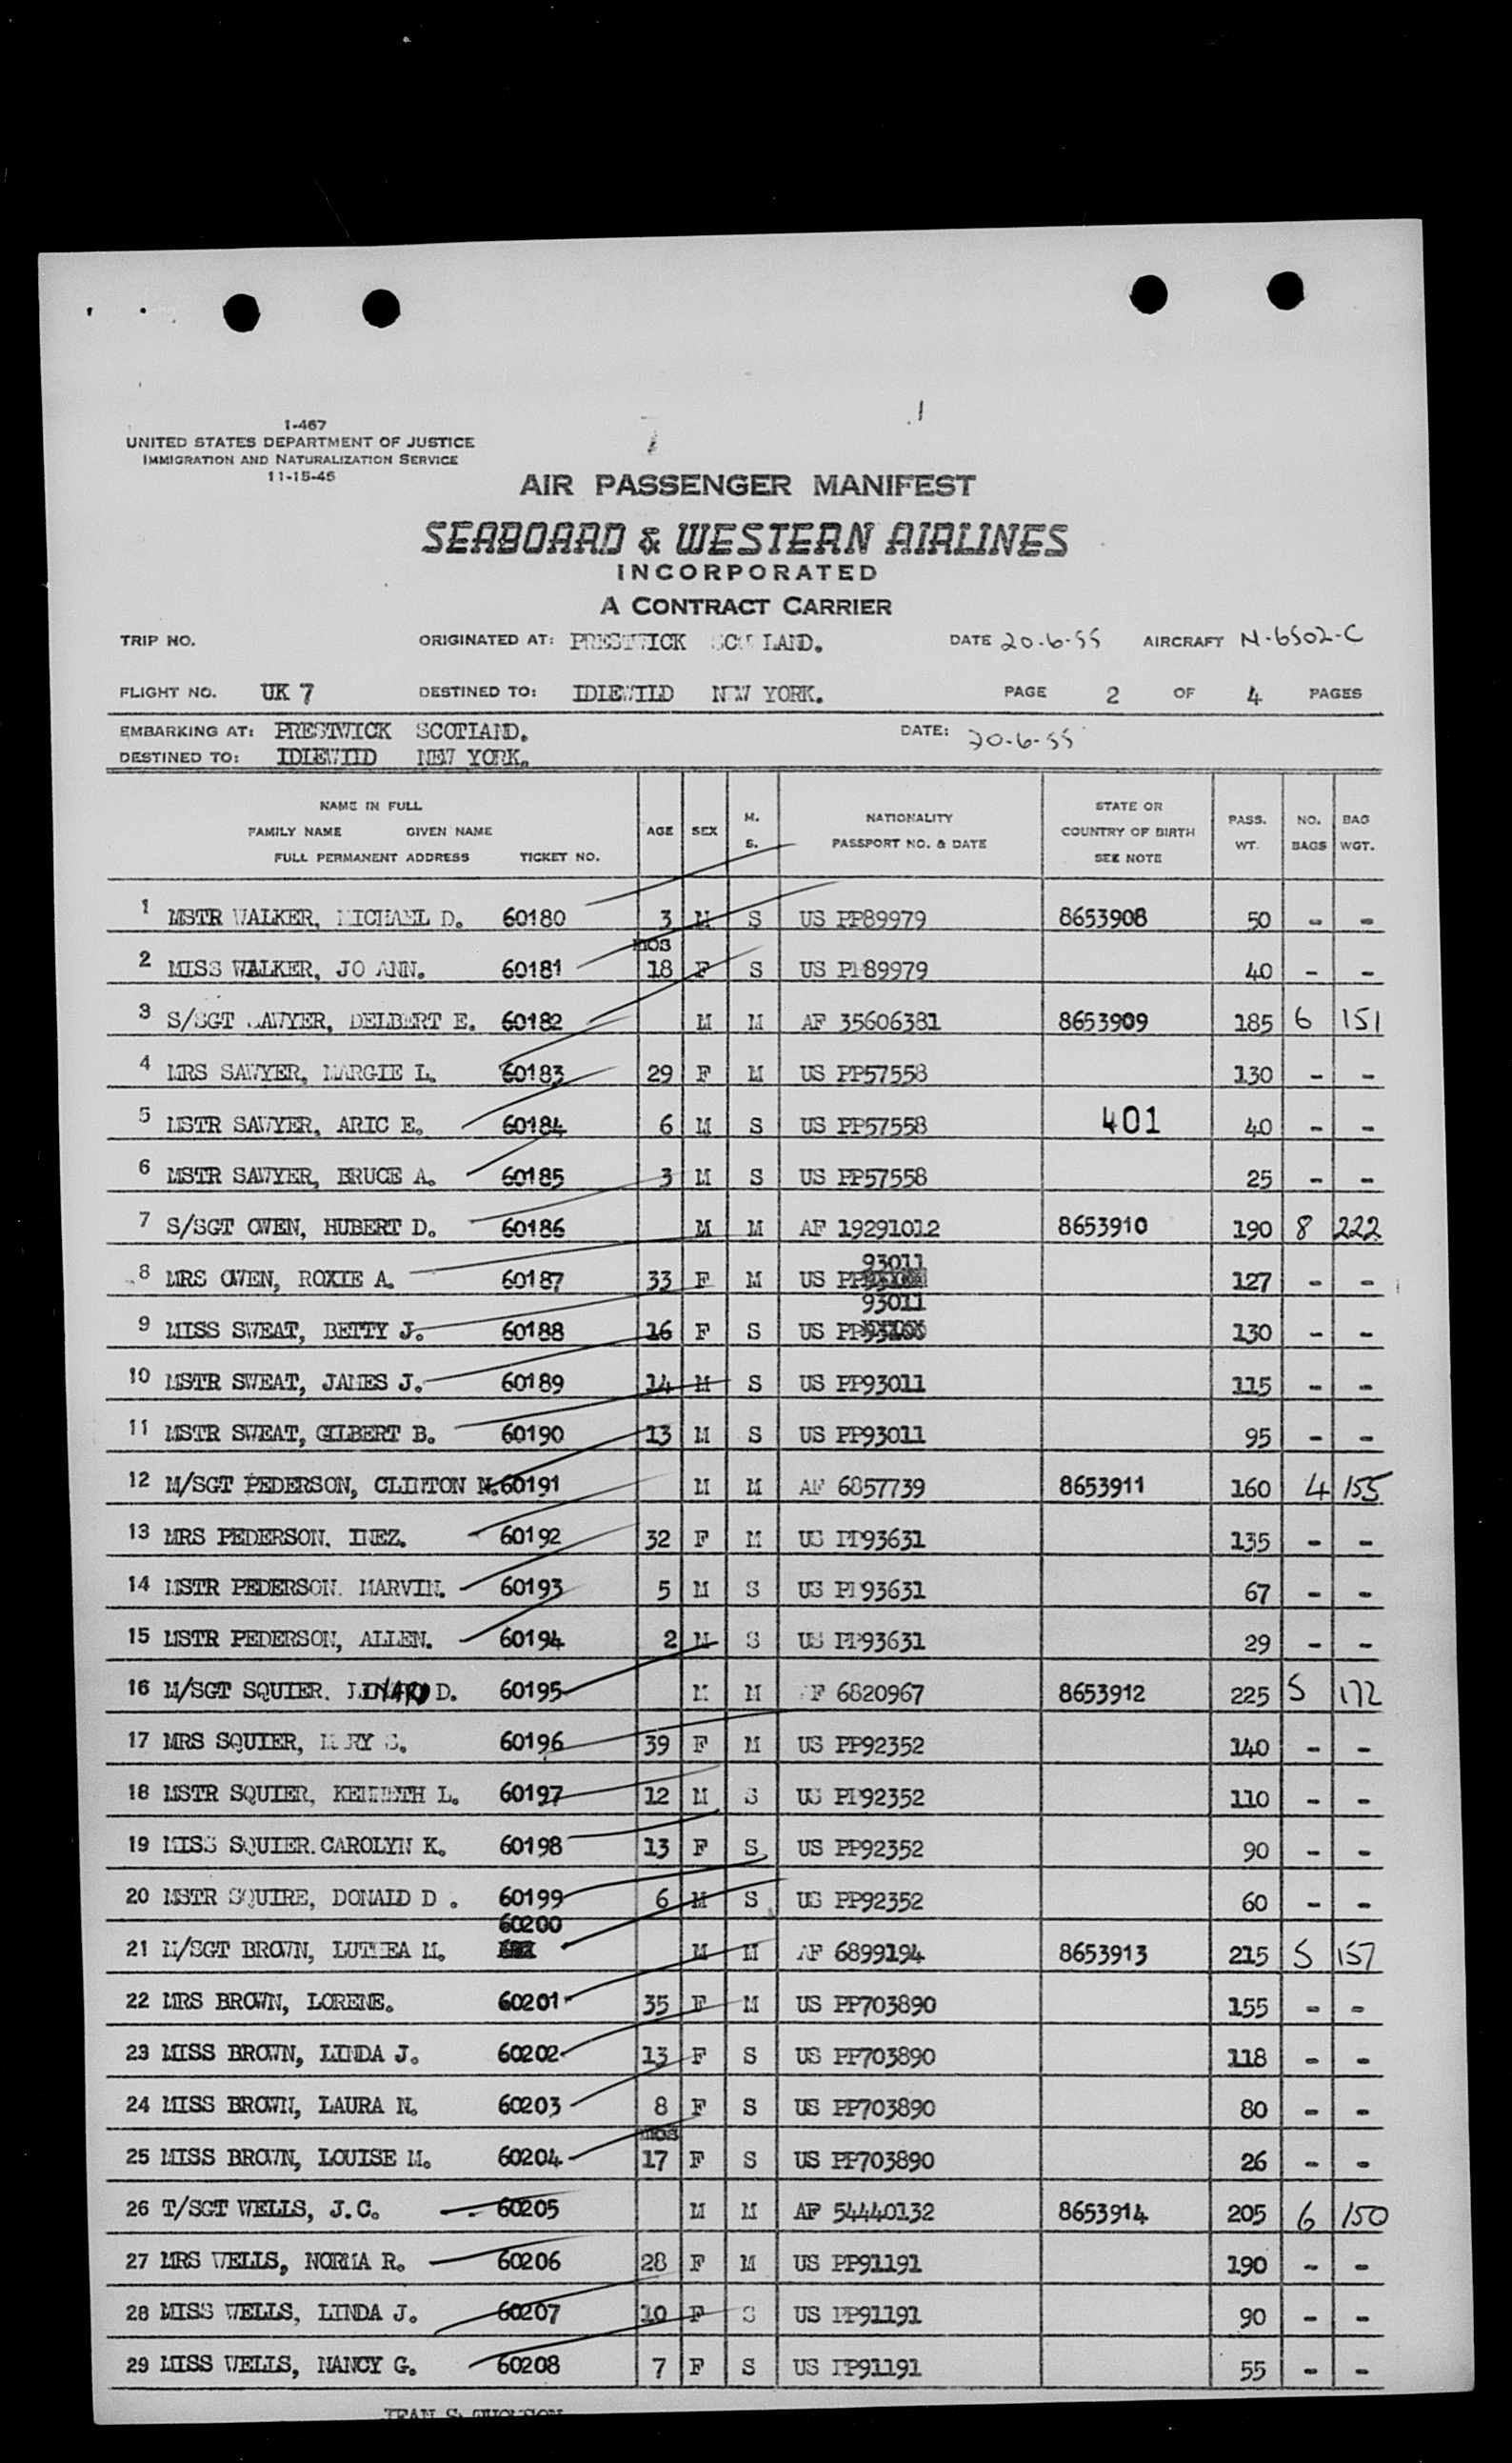 1-467
UNITED STATES DEPARTMENT OF JUSTICE
IMMIGRATION AND NATURALIZATION SERVICE
11-15-45
AIR PASSENGER MANIFEST
SEABOARD & WESTERN AIRLINES
INCORPORATED
A CONTRACT CARRIER
TRIP NO. ORIGINATED AT: PRESTWICK SCOTLAND. DATE 20-6-55 AIRCRAFT N-6502-C
FLIGHT NO. UK 7 DESTINED TO: IDLEWILD NEW YORK. PAGE 2 OF 4 PAGES
EMBARKING AT: PRESTWICK SCOTLAND. DATE: 20-6-55
DESTINED TO: IDLEWILD NEW YORK.
NAME IN FULL FAMILY NAME GIVEN NAME FULL PERMANENT ADDRESS TICKET NO. AGE SEX M. S. NATIONALITY PASSPORT NO. & DATE STATE OR COUNTRY OF BIRTH SEE NOTE PASS. WT. NO. BAGS BAG WGT.
1 MSTR WALKER, MICHAEL D. 60180 3 M S US PP89979 8653908 50 - -
2 MISS WALKER, JO ANN. 60181 mos 18 F S US PP89979 40 - -
3 S/SGT SAWYER, DELBERT E. 60182 M M AF 35606381 8653909 185 6 151
4 MRS SAWYER, MARGIE L. 60183 29 F M US PP57558 130 - -
5 MSTR SAWYER, ARIC E. 60184 6 M S US PP57558 401 40 - -
6 MSTR SAWYER, BRUCE A. 60185 3 M S US PP57558 25 - -
7 S/SGT OWEN, HUBERT D. 60186 M M AF 19291012 8653910 190 8 222
8 MRS OWEN, ROXIE A. 60187 33 F M US PP 93011 127 - -
9 MISS SWEAT, BETTY J. 60188 16 F S US PP 93011 130 - -
10 MSTR SWEAT, JAMES J. 60189 14 M S US PP93011 115 - -
11 MSTR SWEAT, GILBERT B. 60190 13 M S US PP93011 95 - -
12 M/SGT PEDERSON, CLINTON N. 60191 M M AF 6857739 8653911 160 4 155
13 MRS PEDERSON. INEZ. 60192 32 F M US PP93631 135 - -
14 MSTR PEDERSON. MARVIN. 60193 5 M S US PP93631 67 - -
15 MSTR PEDERSON, ALLEN. 60194 2 M S US PP93631 29 - -
16 M/SGT SQUIER. D. 60195 M M AF 6820967 8653912 225 5 172
17 MRS SQUIER, MARY 60196 39 F M US PP92352 140 - -
18 MSTR SQUIER, KENNETH L. 60197 12 M S US PP92352 110 - -
19 MISS SQUIER. CAROLYN K. 60198 13 F S US PP92352 90 - -
20 MSTR SQUIRE, DONALD D . 60199 6 M S US PP92352 60 - -
21 M/SGT BROWN, M. 60200 M M AF 6899194 8653913 215 5 157
22 MRS BROWN, LORENE. 60201 35 F M US PP703890 155 - -
23 MISS BROWN, LINDA J. 60202 13 F S US PP703890 118 - -
24 MISS BROWN, LAURA N. 60203 8 F S US PP703890 80 - -
25 MISS BROWN, LOUISE M. 60204 mos 17 F S US PP703890 26 - -
26 T/SGT WELLS, J.C. 60205 M M AF 54440132 8653914 205 6 150
27 MRS WELLS, NORMA R. 60206 28 F M US PP91191 190 - -
28 MISS WELLS, LINDA J. 60207 10 F S US PP91191 90 - -
29 MISS WELLS, NANCY G. 60208 7 F S US PP91191 55 - -